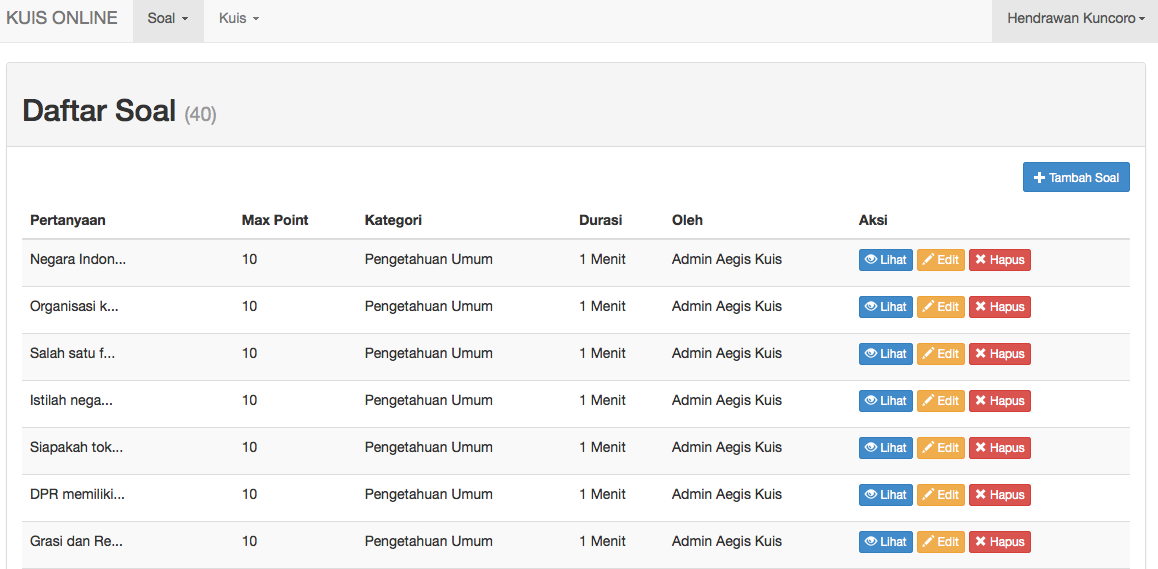 KUIS ONLINE Soal Kuis Hendrawan Kuncoro
Daftar Soal (40)
Tambah Soal
Pertanyaan Max Point Kategori Durasi Oleh Aksi
Negara Indon... 10 Pengetahuan Umum 1 Menit Admin Aegis Kuis Lihat Edit Hapus
Organisasi k... 10 Pengetahuan Umum 1 Menit Admin Aegis Kuis Lihat Edit Hapus
Salah satu f... 10 Pengetahuan Umum 1 Menit Admin Aegis Kuis Lihat Edit Hapus
Istilah nega... 10 Pengetahuan Umum 1 Menit Admin Aegis Kuis Lihat Edit Hapus
Siapakah tok... 10 Pengetahuan Umum 1 Menit Admin Aegis Kuis Lihat Edit Hapus
DPR memiliki... 10 Pengetahuan Umum 1 Menit Admin Aegis Kuis Lihat Edit Hapus
Grasi dan Re... 10 Pengetahuan Umum 1 Menit Admin Aegis Kuis Lihat Edit Hapus